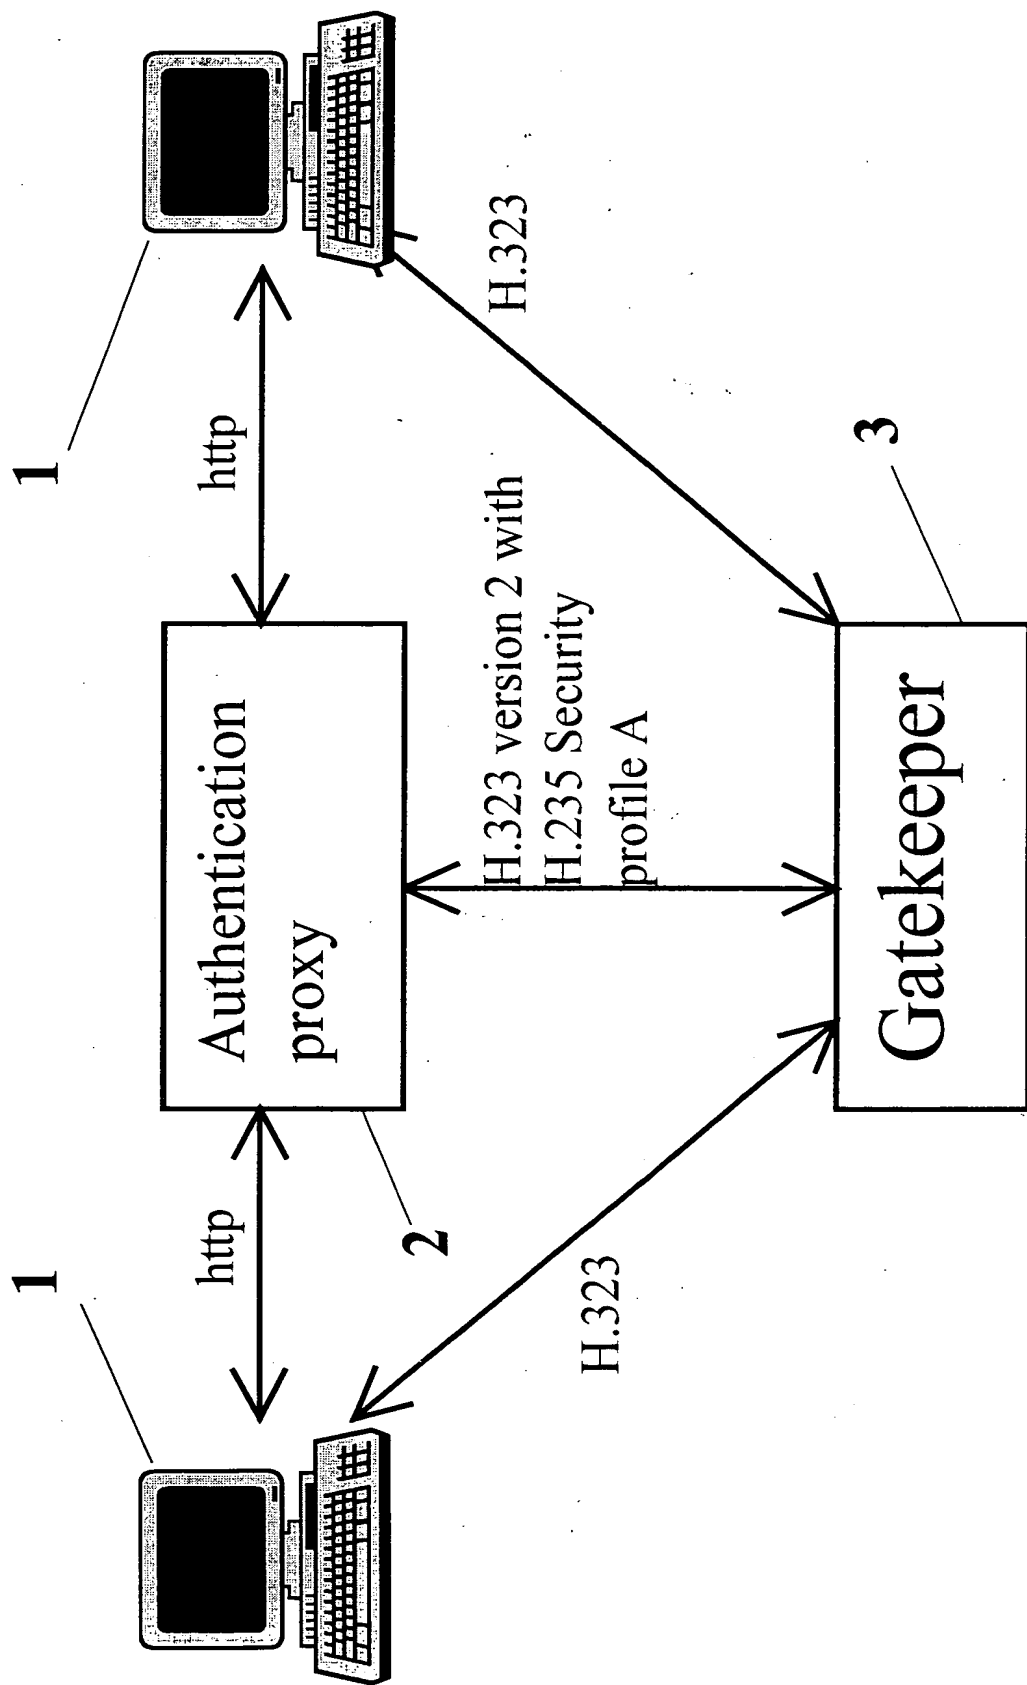 1
1
http
http
Authentication
proxy
2
H.323 version 2 with
H.235 Security
profile A
H.323
H.323
3
Gatekeeper